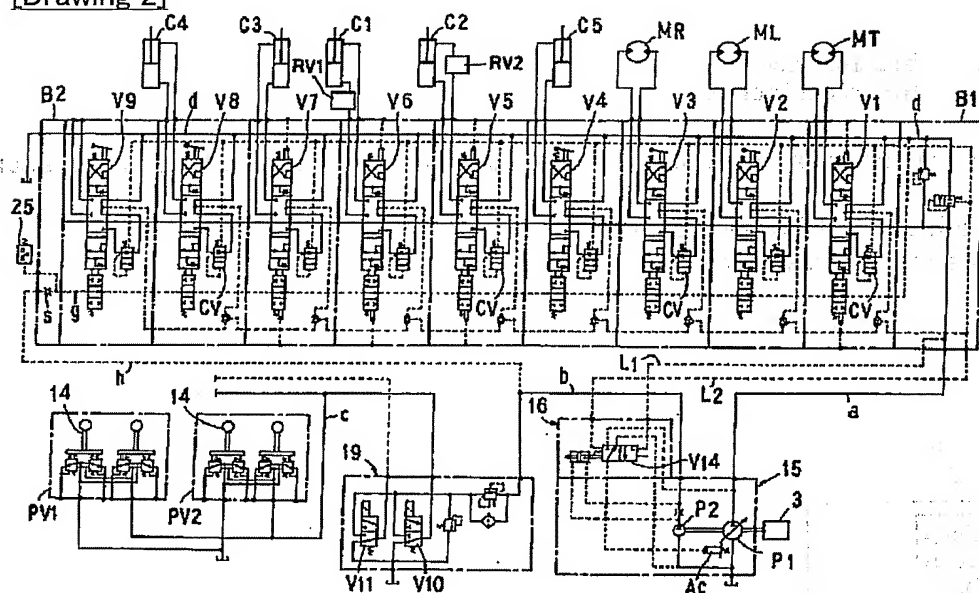 [Drawing 2]
C4 C3 C1 C2 C5 MR ML MT
RV1 RV2
B2 V9 d V8 V7 V6 V5 V4 V3 V2 V1 d B1
25
CV CV CV CV
S g
L1
h b L2 a
14 14 c 16
19 V14 15
3
P2
PV1 PV2 P1
V11 V10 Ac